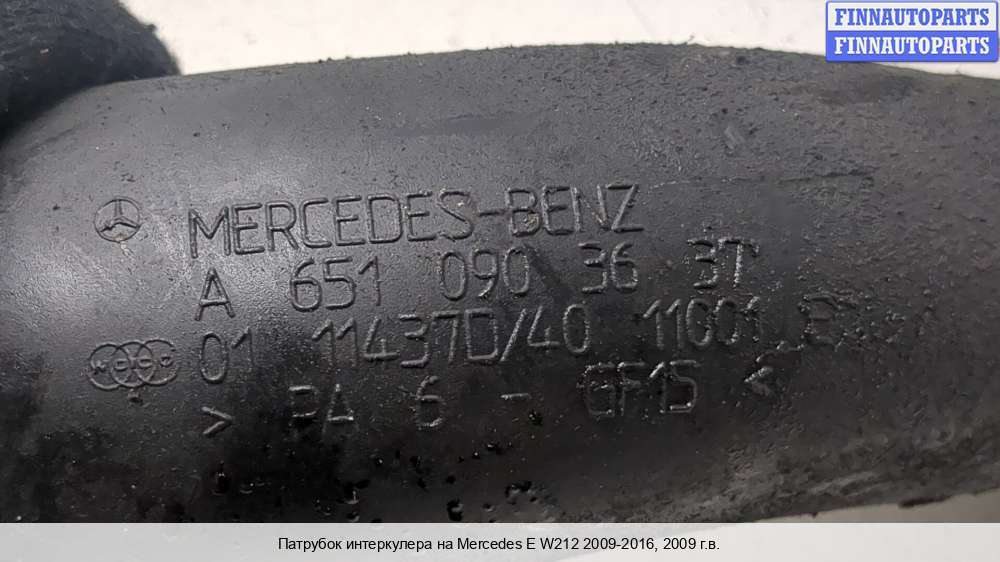 FINNAUTOPARTS
FINNAUTOPARTS
MERCEDES-BENZ
A 651 090 36 37
01 11437D/40
> PA 6 - GF15 <
Патрубок интеркулера на Mercedes E W212 2009-2016, 2009 г.в.